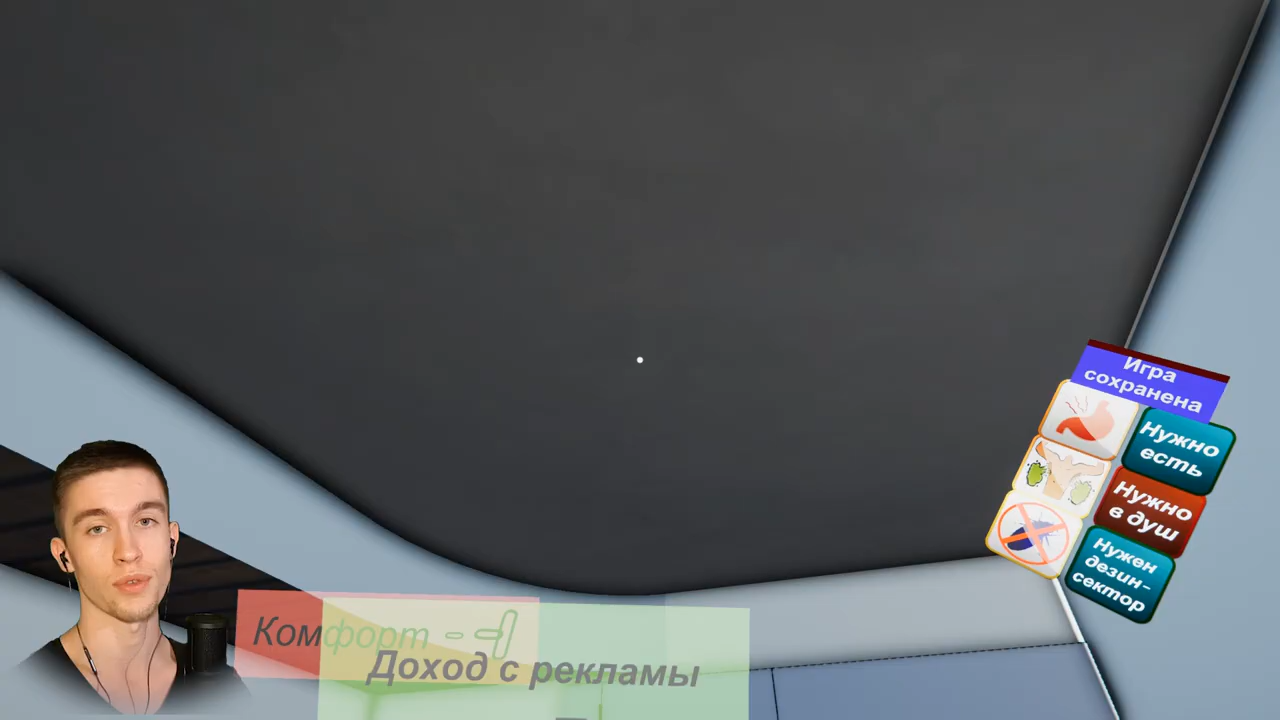 Игра
сохранена
Нужно
есть
Нужно
в душ
Нужен
дезин-
сектор
Комфорт -
Доход с рекламы